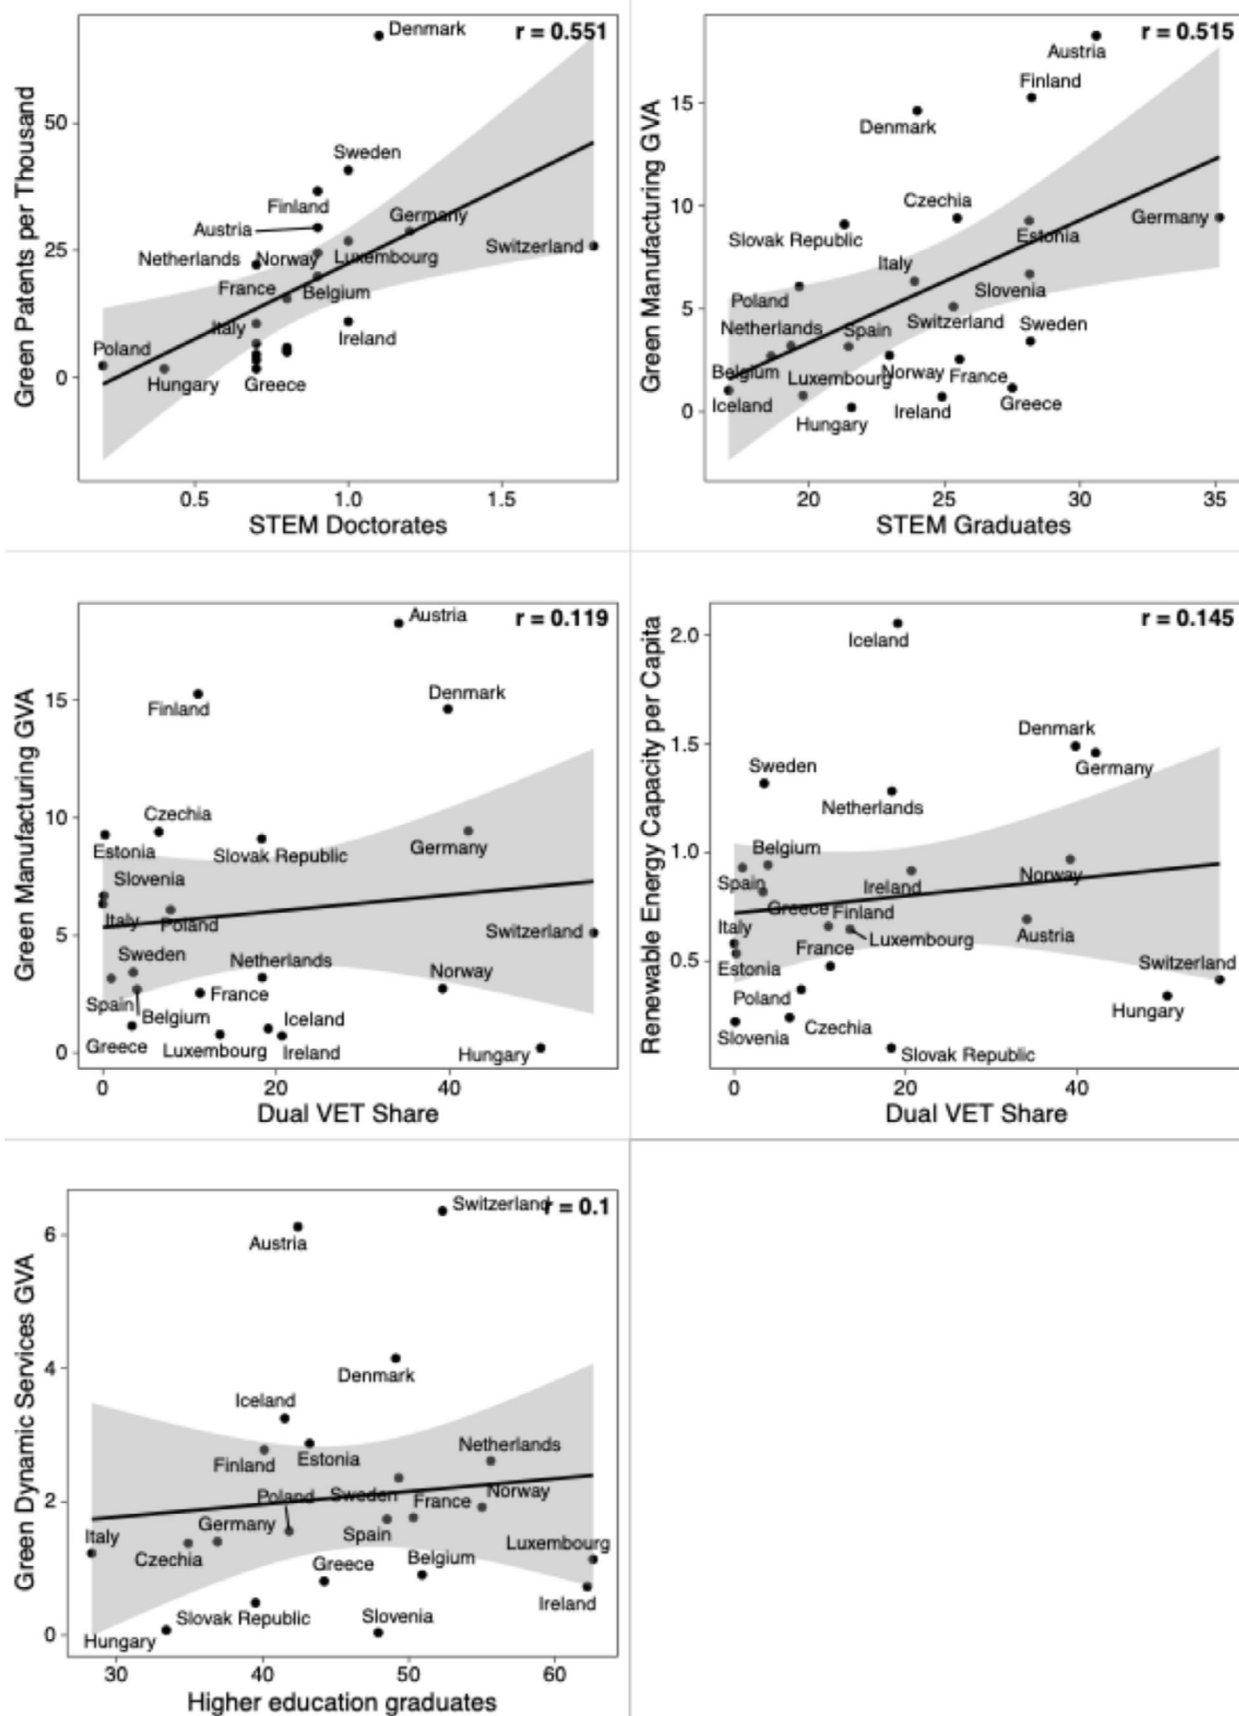 Green Patents per Thousand
r = 0.551
50
25
0
Denmark
Sweden
Finland
Austria
Germany
Netherlands
Norway
Luxembourg
Switzerland
France
Belgium
Italy
Ireland
Poland
Hungary
Greece
0.5
1.0
1.5
STEM Doctorates
Green Manufacturing GVA
r = 0.515
15
10
5
0
Austria
Finland
Denmark
Czechia
Germany
Slovak Republic
Estonia
Italy
Slovenia
Poland
Netherlands
Spain
Switzerland
Sweden
Belgium
Luxembourg
Norway
France
Iceland
Hungary
Ireland
Greece
20
25
30
35
STEM Graduates
Green Manufacturing GVA
r = 0.119
15
10
5
0
Austria
Denmark
Finland
Czechia
Estonia
Slovak Republic
Germany
Slovenia
Italy
Poland
Switzerland
Sweden
Netherlands
Norway
Spain
Belgium
France
Greece
Luxembourg
Iceland
Ireland
Hungary
0
20
40
Dual VET Share
Renewable Energy Capacity per Capita
r = 0.145
2.0
1.5
1.0
0.5
Iceland
Denmark
Germany
Sweden
Netherlands
Belgium
Spain
Ireland
Norway
Greece
Finland
Italy
France
Luxembourg
Austria
Estonia
Switzerland
Poland
Hungary
Slovenia
Czechia
Slovak Republic
0
20
40
Dual VET Share
Green Dynamic Services GVA
r = 0.1
6
4
2
0
Switzerland
Austria
Denmark
Iceland
Finland
Estonia
Netherlands
Poland
Sweden
France
Norway
Italy
Germany
Spain
Czechia
Greece
Belgium
Luxembourg
Slovak Republic
Slovenia
Ireland
Hungary
30
40
50
60
Higher education graduates